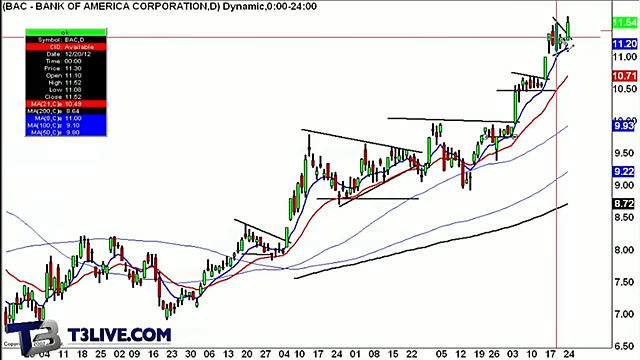 (BAC - BANK OF AMERICA CORPORATION,D) Dynamic,0:00-24:00
ok
Symbol: BAC,D
CID: Available
Date: 12/20/12
Time: 00:00
Price: 11.30
Open: 11.10
High: 11.52
Low: 11.08
Close: 11.52
MA(21,C)= 10.49
MA(200,C)= 8.64
MA(8,C)= 11.00
MA(100,C)= 9.10
MA(50,C)= 9.80
11.54
11.20
10.71
10.50
10.00
9.93
9.50
9.22
9.00
8.72
8.50
8.00
7.50
7.00
6.50
T3 T3LIVE.COM
04 11 18 25 02 09 16 23 30 06 13 20 27 04 10 17 24 01 08 15 22 05 12 19 26 03 10 17 24